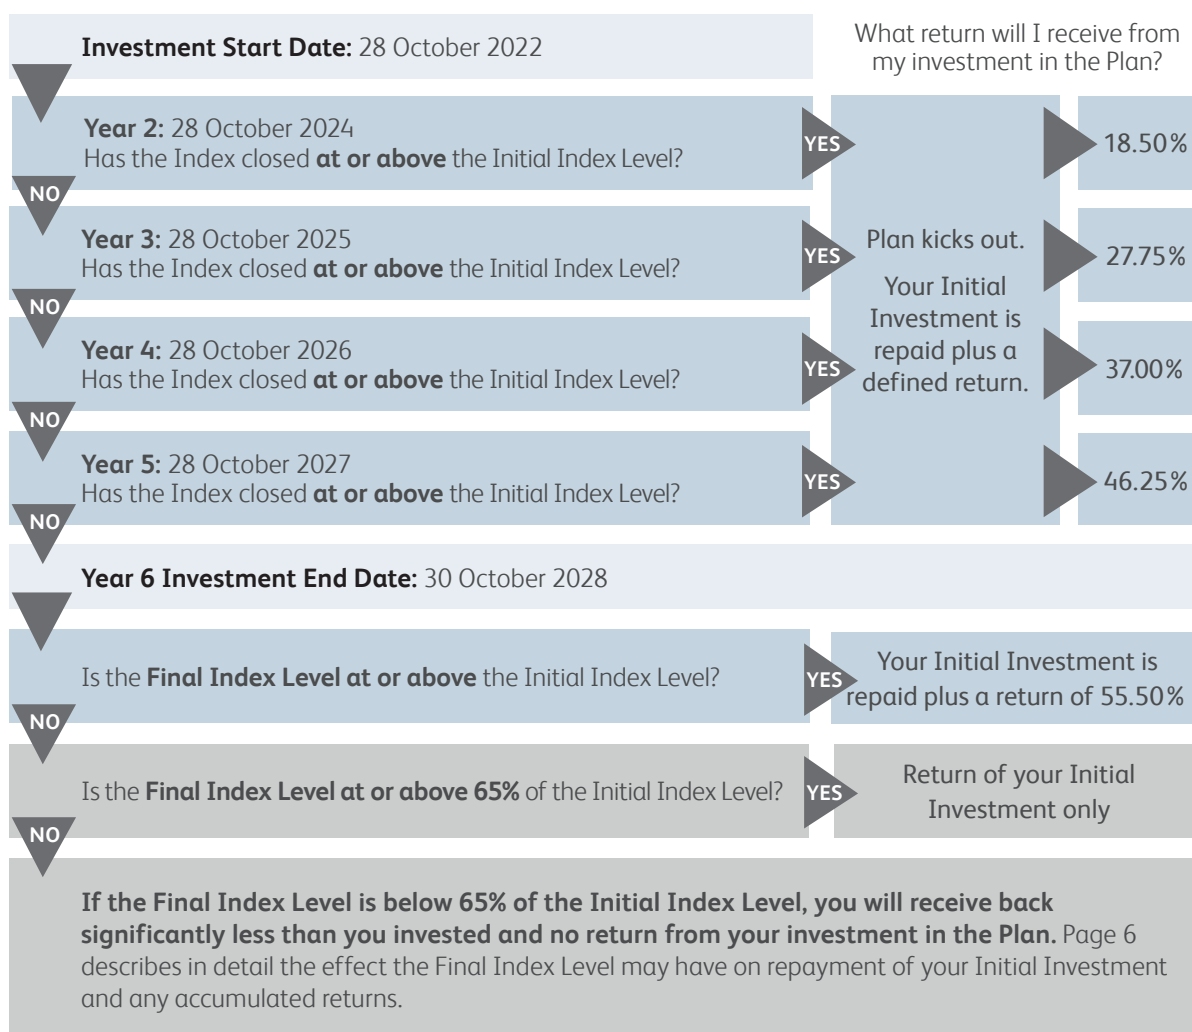 Investment Start Date: 28 October 2022
What return will I receive from
my investment in the Plan?
Year 2: 28 October 2024
Has the Index closed at or above the Initial Index Level?
YES
18.50%
NO
Year 3: 28 October 2025
Has the Index closed at or above the Initial Index Level?
YES
27.75%
NO
Year 4: 28 October 2026
Has the Index closed at or above the Initial Index Level?
YES
37.00%
NO
Year 5: 28 October 2027
Has the Index closed at or above the Initial Index Level?
YES
46.25%
Plan kicks out.
Your Initial
Investment is
repaid plus a
defined return.
NO
Year 6 Investment End Date: 30 October 2028
Is the Final Index Level at or above the Initial Index Level?
YES
Your Initial Investment is
repaid plus a return of 55.50%
NO
Is the Final Index Level at or above 65% of the Initial Index Level?
YES
Return of your Initial
Investment only
NO
If the Final Index Level is below 65% of the Initial Index Level, you will receive back
significantly less than you invested and no return from your investment in the Plan. Page 6
describes in detail the effect the Final Index Level may have on repayment of your Initial Investment
and any accumulated returns.